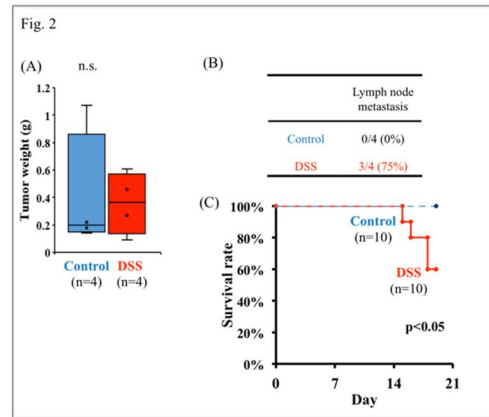 Fig. 2
(A)
n.s.
Tumor weight (g)
1.2
1
0.8
0.6
0.4
0.2
0
Control
(n=4)
DSS
(n=4)
(B)
Lymph node
metastasis
Control 0/4 (0%)
DSS 3/4 (75%)
(C)
Survival rate
100%
80%
60%
40%
20%
0%
Control
(n=10)
DSS
(n=10)
p<0.05
0 7 14 21
Day